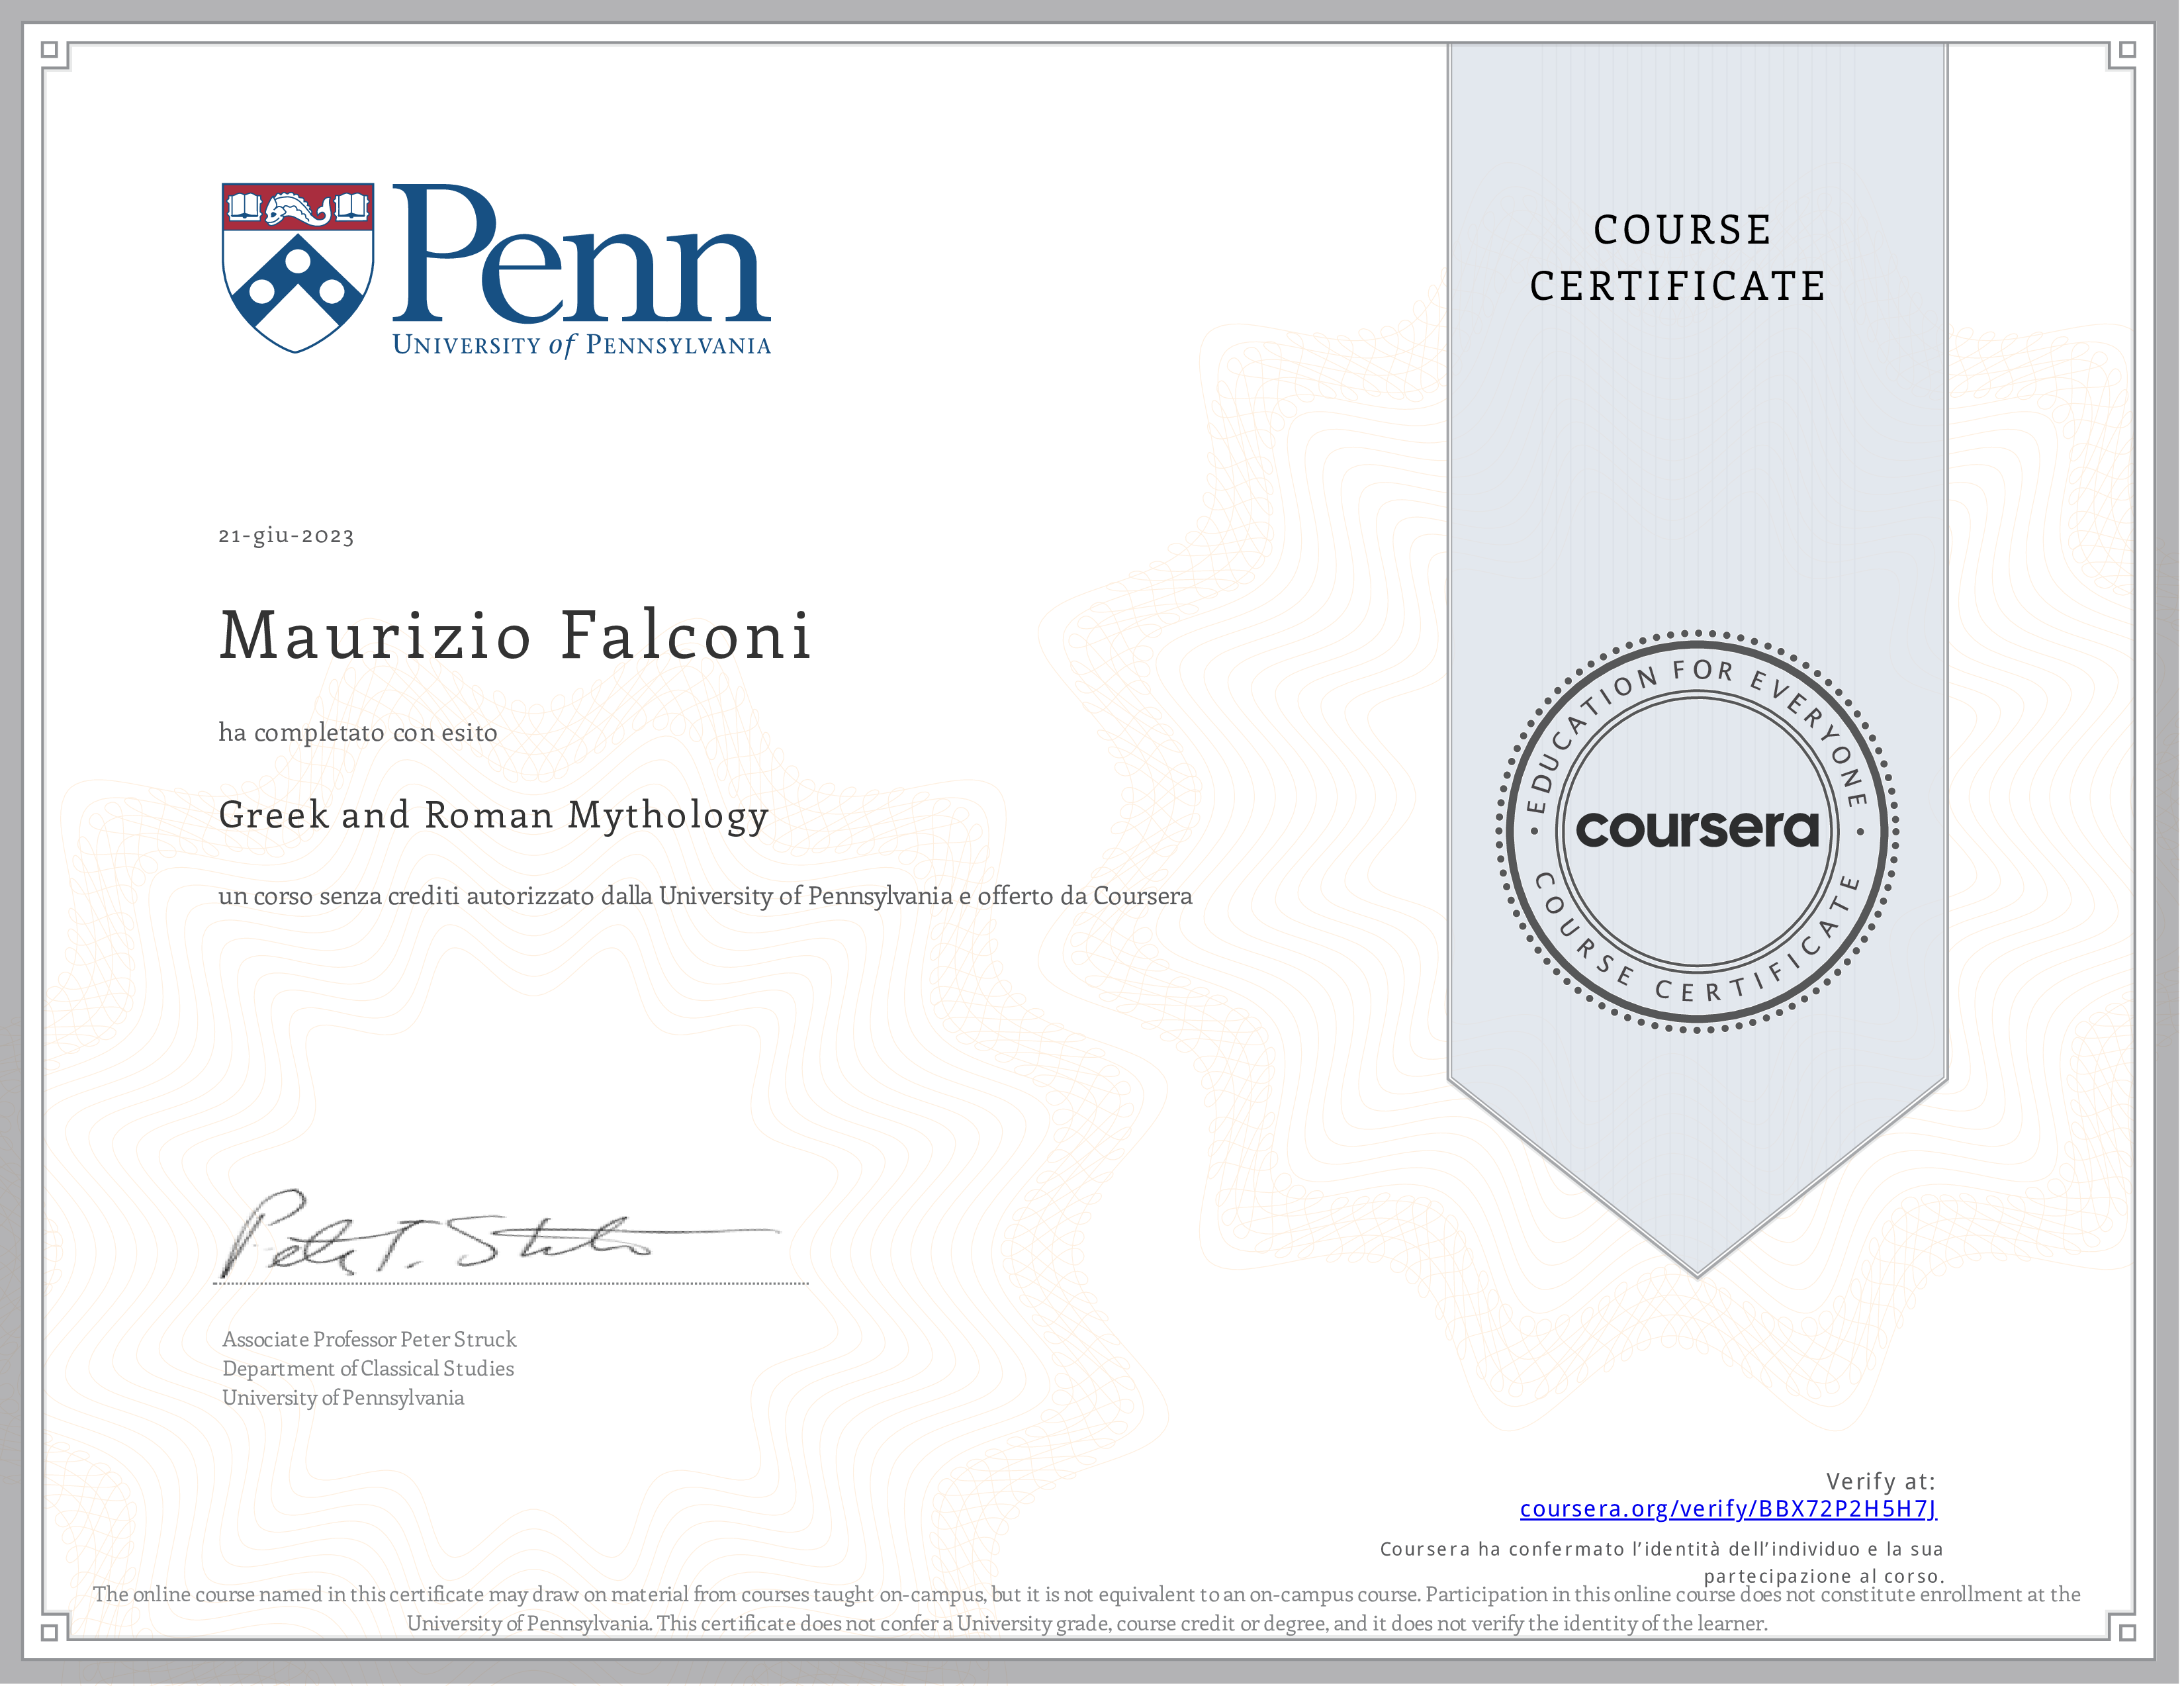 Penn
UNIVERSITY of PENNSYLVANIA
COURSE
CERTIFICATE
21-giu-2023
Maurizio Falconi
ha completato con esito
Greek and Roman Mythology
un corso senza crediti autorizzato dalla University of Pennsylvania e offerto da Coursera
EDUCATION FOR EVERYONE
coursera
COURSE CERTIFICATE
Peter T. Struck
Associate Professor Peter Struck
Department of Classical Studies
University of Pennsylvania
Verify at:
coursera.org/verify/BBX72P2H5H7J
Coursera ha confermato l'identità dell'individuo e la sua
partecipazione al corso.
The online course named in this certificate may draw on material from courses taught on-campus, but it is not equivalent to an on-campus course. Participation in this online course does not constitute enrollment at the
University of Pennsylvania. This certificate does not confer a University grade, course credit or degree, and it does not verify the identity of the learner.